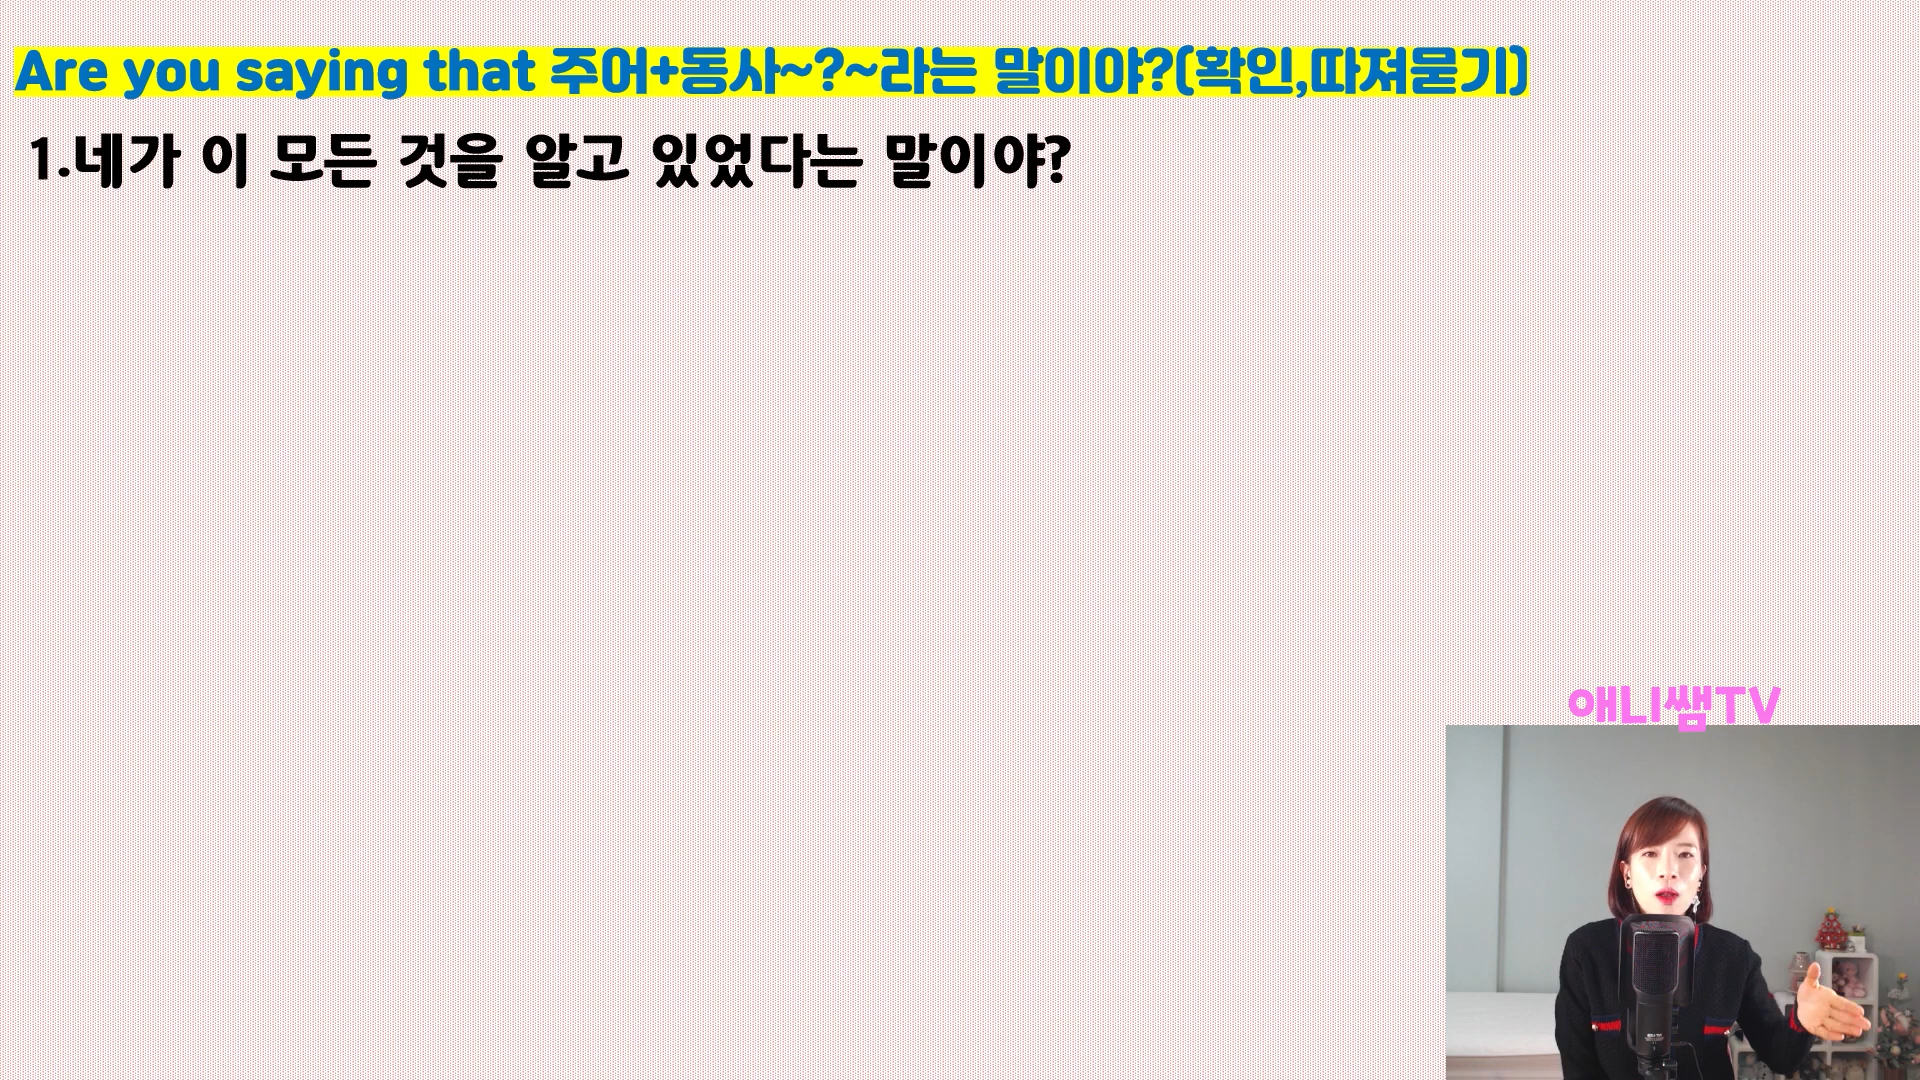 Are you saying that 주어+동사~?~라는 말이야?(확인,따져묻기)
1.네가 이 모든 것을 알고 있었다는 말이야?
애니쌤TV